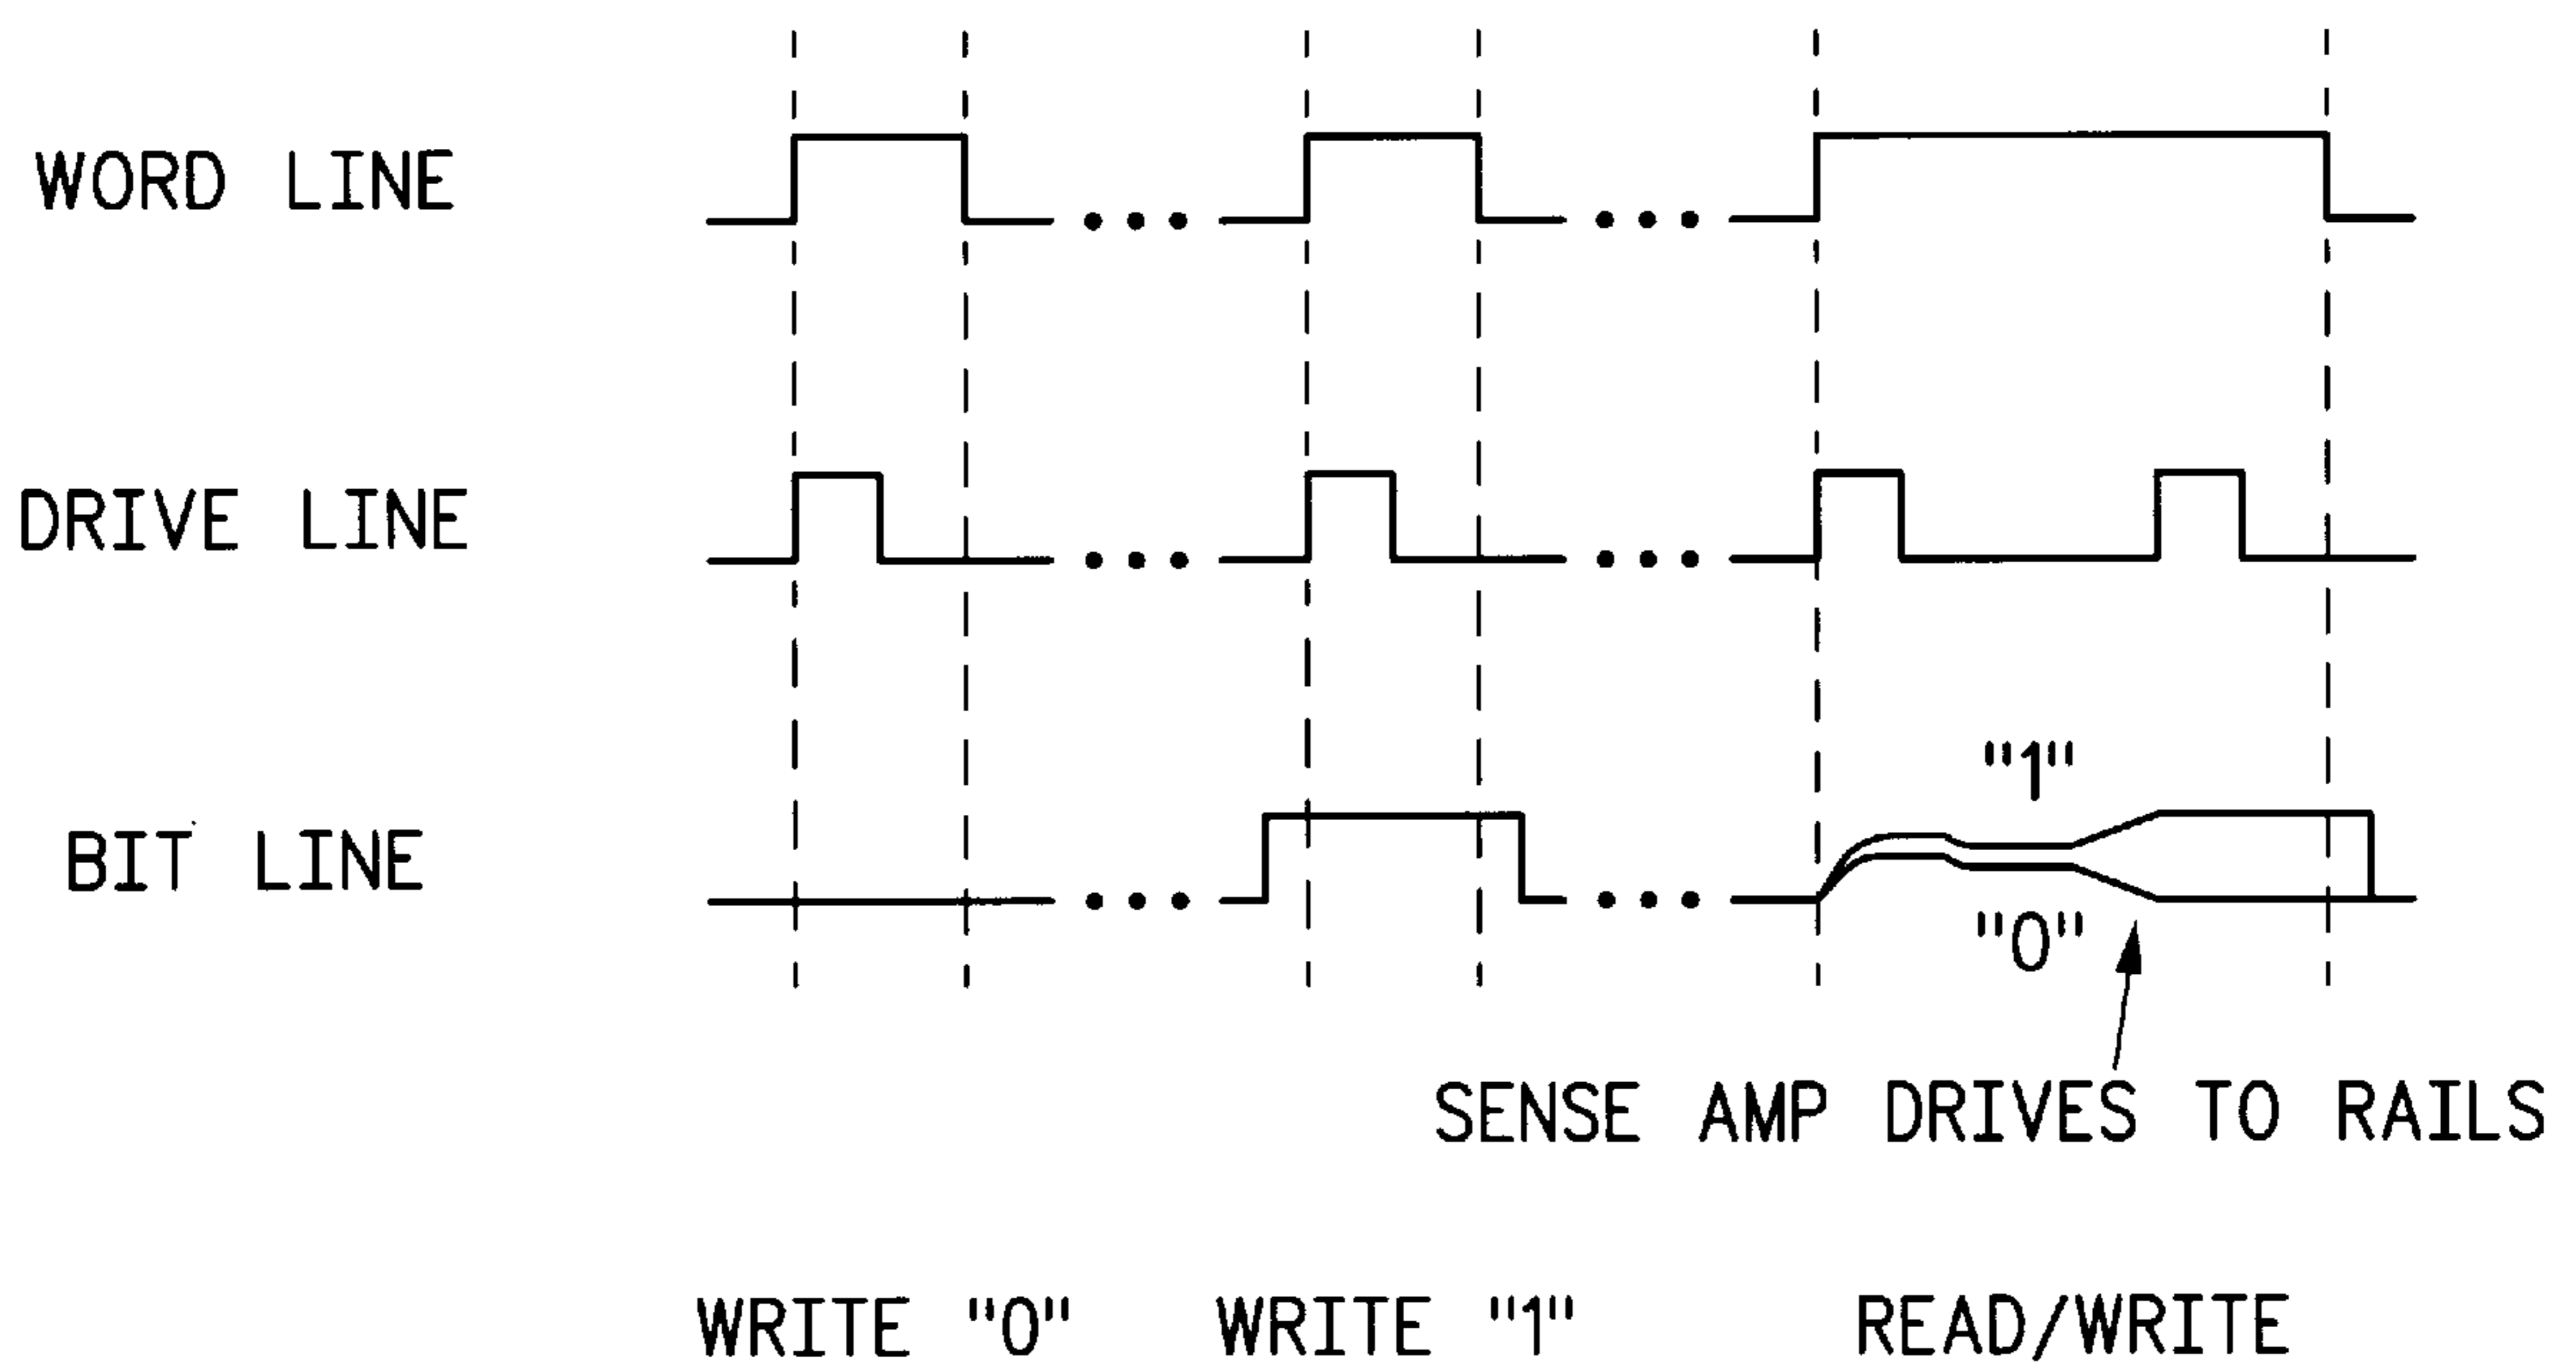 WORD LINE
DRIVE LINE
"1"
BIT LINE
"0"
SENSE AMP DRIVES TO RAILS
WRITE "0" WRITE "1" READ/WRITE